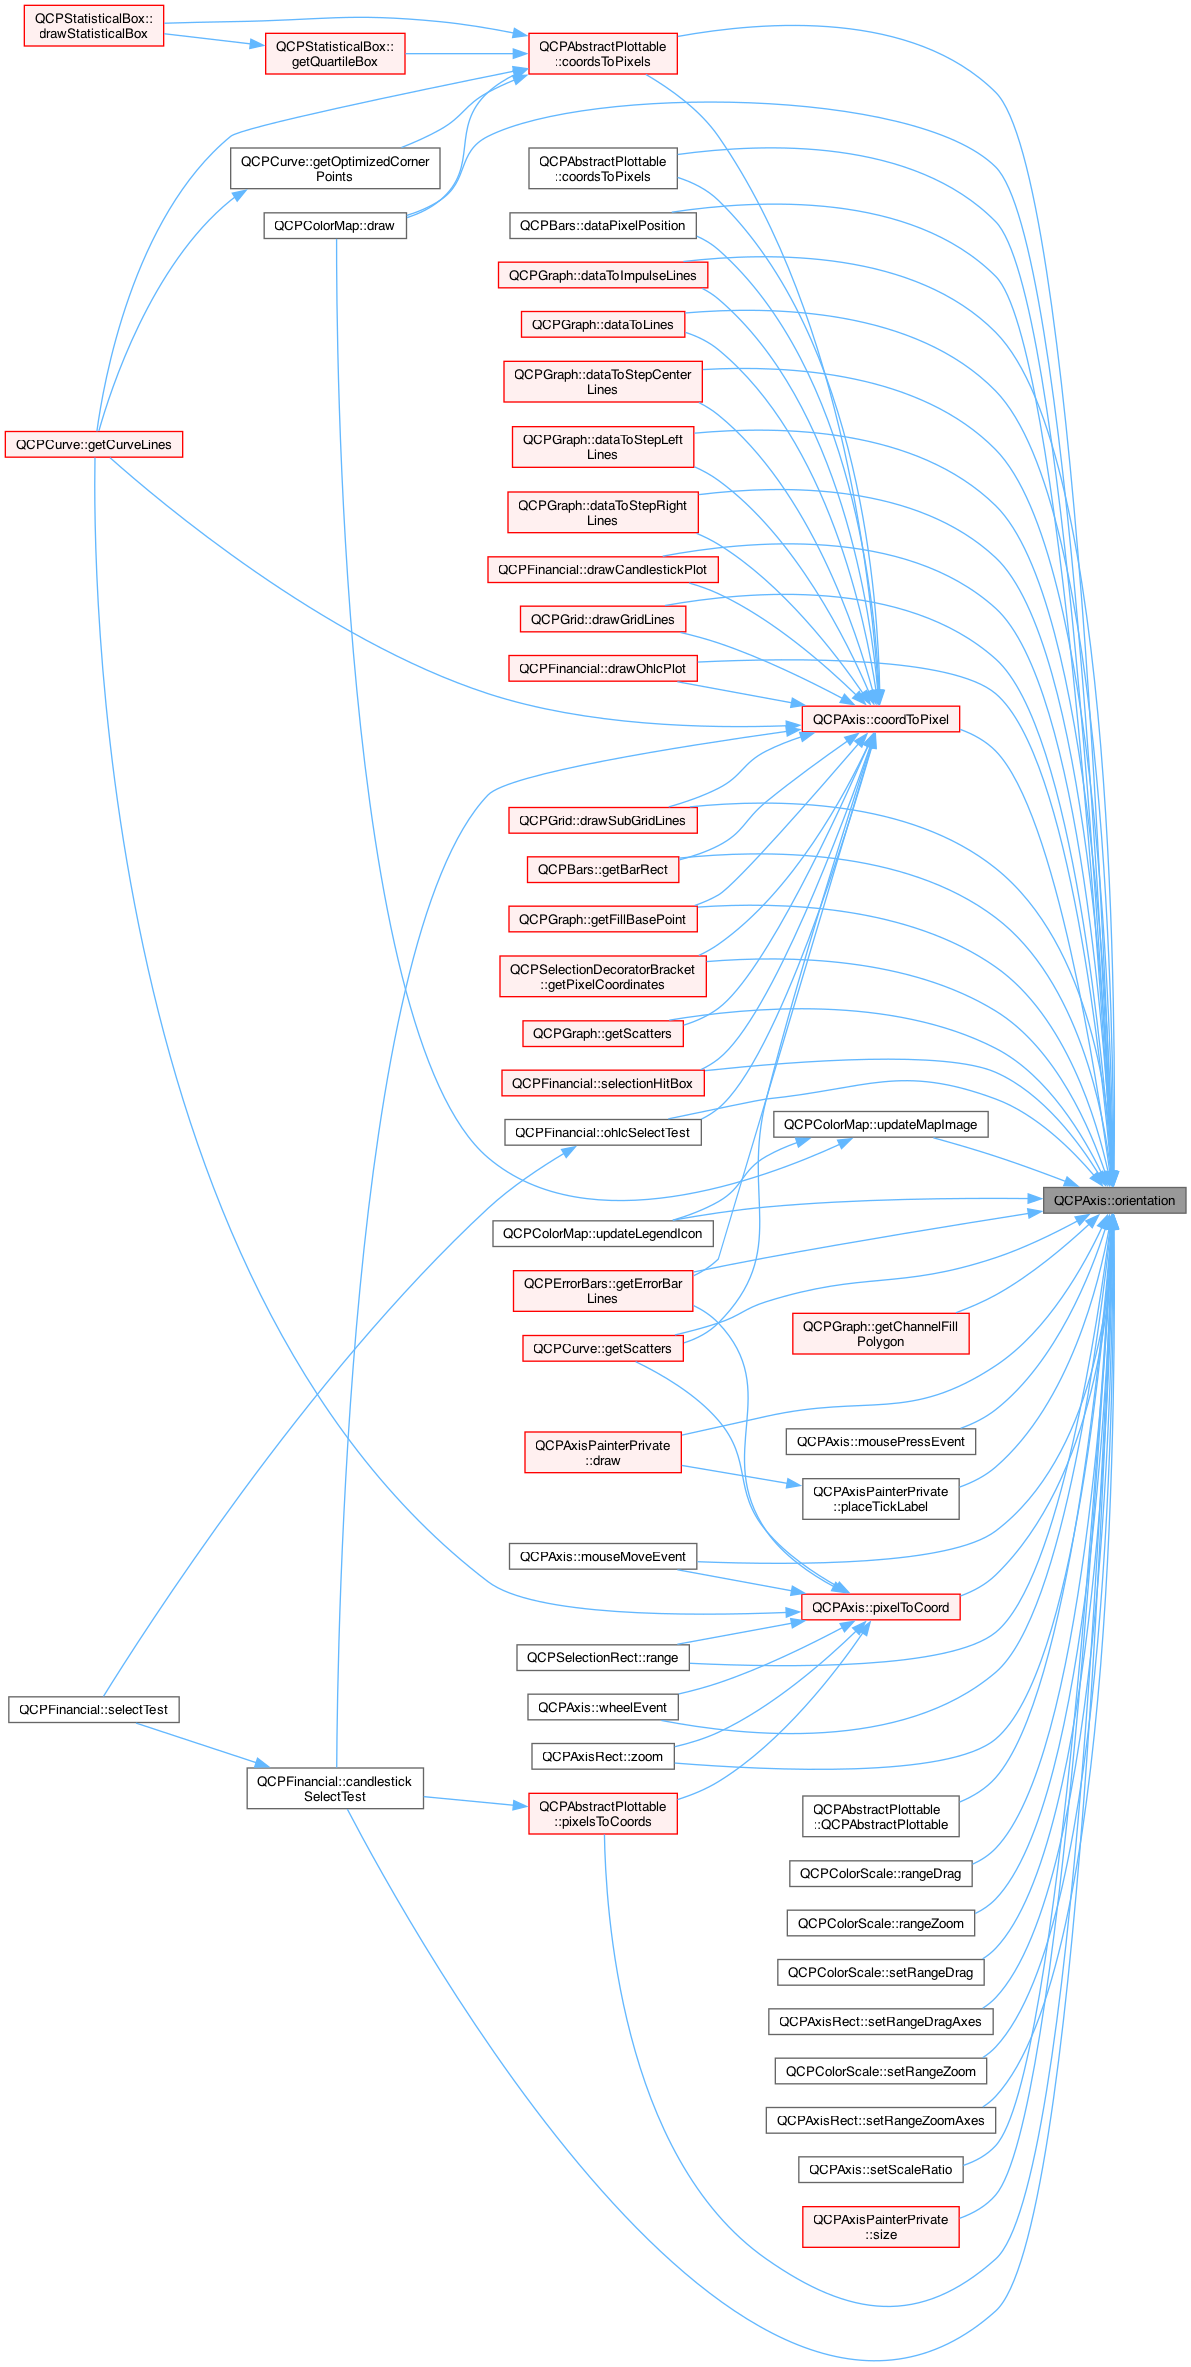 QCPStatisticalBox::
drawStatisticalBox
QCPStatisticalBox::
getQuartileBox
QCPAbstractPlottable
::coordsToPixels
QCPCurve::getOptimizedCorner
Points
QCPAbstractPlottable
::coordsToPixels
QCPColorMap::draw
QCPBars::dataPixelPosition
QCPGraph::dataToImpulseLines
QCPGraph::dataToLines
QCPGraph::dataToStepCenter
Lines
QCPCurve::getCurveLines
QCPGraph::dataToStepLeft
Lines
QCPGraph::dataToStepRight
Lines
QCPFinancial::drawCandlestickPlot
QCPGrid::drawGridLines
QCPFinancial::drawOhlcPlot
QCPAxis::coordToPixel
QCPGrid::drawSubGridLines
QCPBars::getBarRect
QCPGraph::getFillBasePoint
QCPSelectionDecoratorBracket
::getPixelCoordinates
QCPGraph::getScatters
QCPFinancial::selectionHitBox
QCPFinancial::ohlcSelectTest
QCPColorMap::updateMapImage
QCPAxis::orientation
QCPColorMap::updateLegendIcon
QCPErrorBars::getErrorBar
Lines
QCPGraph::getChannelFill
Polygon
QCPCurve::getScatters
QCPAxisPainterPrivate
::draw
QCPAxis::mousePressEvent
QCPAxisPainterPrivate
::placeTickLabel
QCPAxis::mouseMoveEvent
QCPAxis::pixelToCoord
QCPSelectionRect::range
QCPAxis::wheelEvent
QCPFinancial::selectTest
QCPAxisRect::zoom
QCPFinancial::candlestick
SelectTest
QCPAbstractPlottable
::pixelsToCoords
QCPAbstractPlottable
::QCPAbstractPlottable
QCPColorScale::rangeDrag
QCPColorScale::rangeZoom
QCPColorScale::setRangeDrag
QCPAxisRect::setRangeDragAxes
QCPColorScale::setRangeZoom
QCPAxisRect::setRangeZoomAxes
QCPAxis::setScaleRatio
QCPAxisPainterPrivate
::size